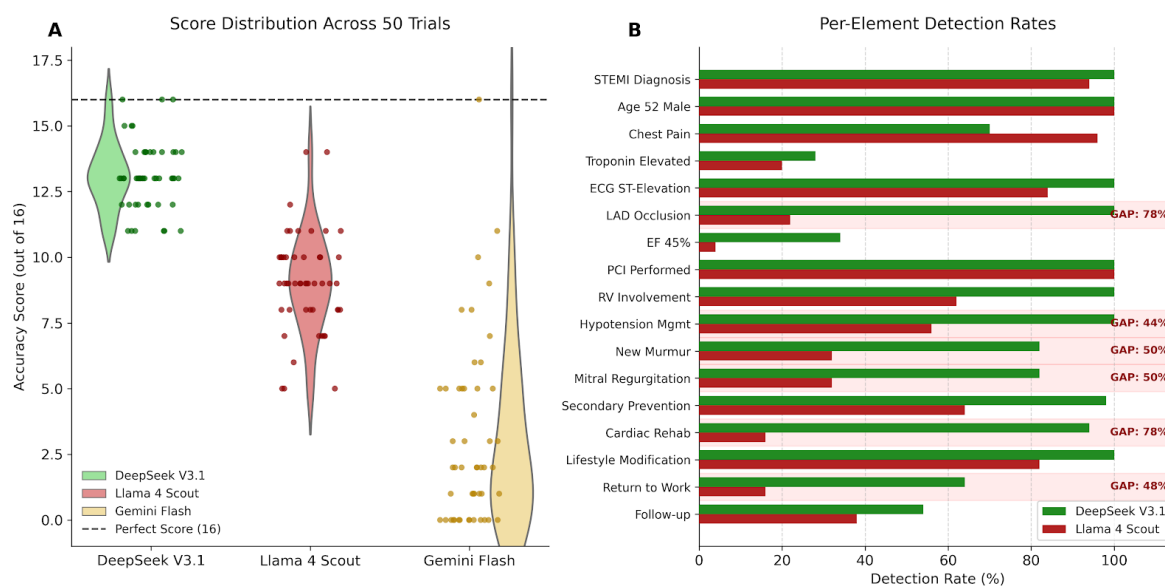 A
Score Distribution Across 50 Trials
17.5
15.0
12.5
10.0
7.5
5.0
2.5
0.0
Accuracy Score (out of 16)
DeepSeek V3.1
Llama 4 Scout
Gemini Flash
Perfect Score (16)
DeepSeek V3.1
Llama 4 Scout
Gemini Flash
B
Per-Element Detection Rates
STEMI Diagnosis
Age 52 Male
Chest Pain
Troponin Elevated
ECG ST-Elevation
LAD Occlusion
GAP: 78%
EF 45%
PCI Performed
RV Involvement
Hypotension Mgmt
GAP: 44%
New Murmur
GAP: 50%
Mitral Regurgitation
GAP: 50%
Secondary Prevention
Cardiac Rehab
GAP: 78%
Lifestyle Modification
Return to Work
GAP: 48%
Follow-up
DeepSeek V3.1
Llama 4 Scout
0
20
40
60
80
100
Detection Rate (%)